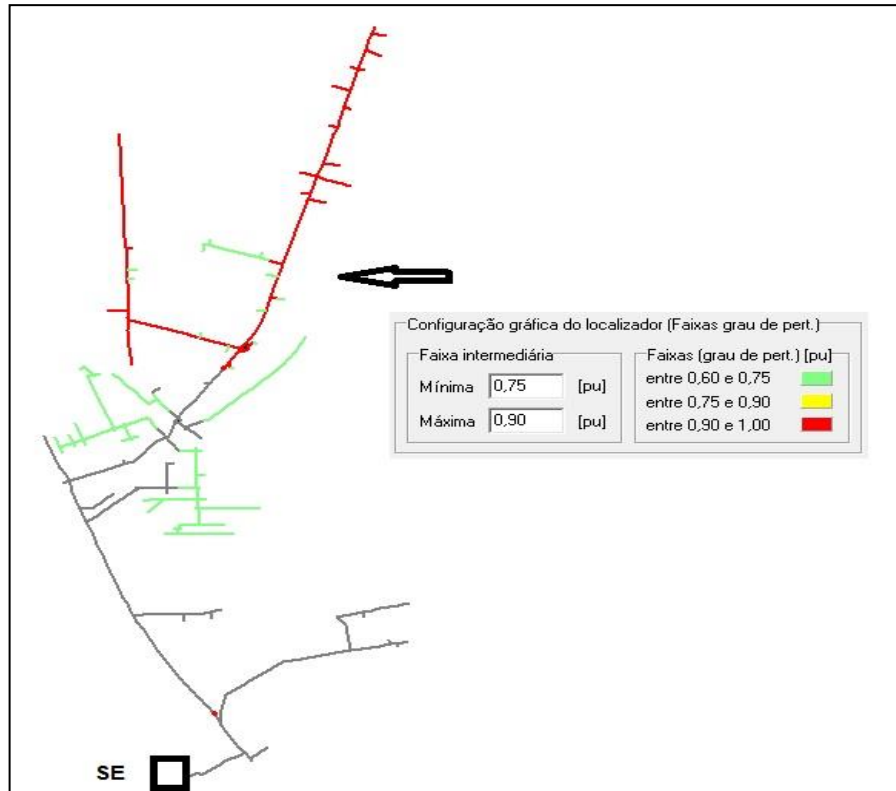 Configuração gráfica do localizador (Faixas grau de pert.)
Faixa intermediária
Mínima 0,75 [pu]
Máxima 0,90 [pu]
Faixas (grau de pert.) [pu]
entre 0,60 e 0,75
entre 0,75 e 0,90
entre 0,90 e 1,00
SE